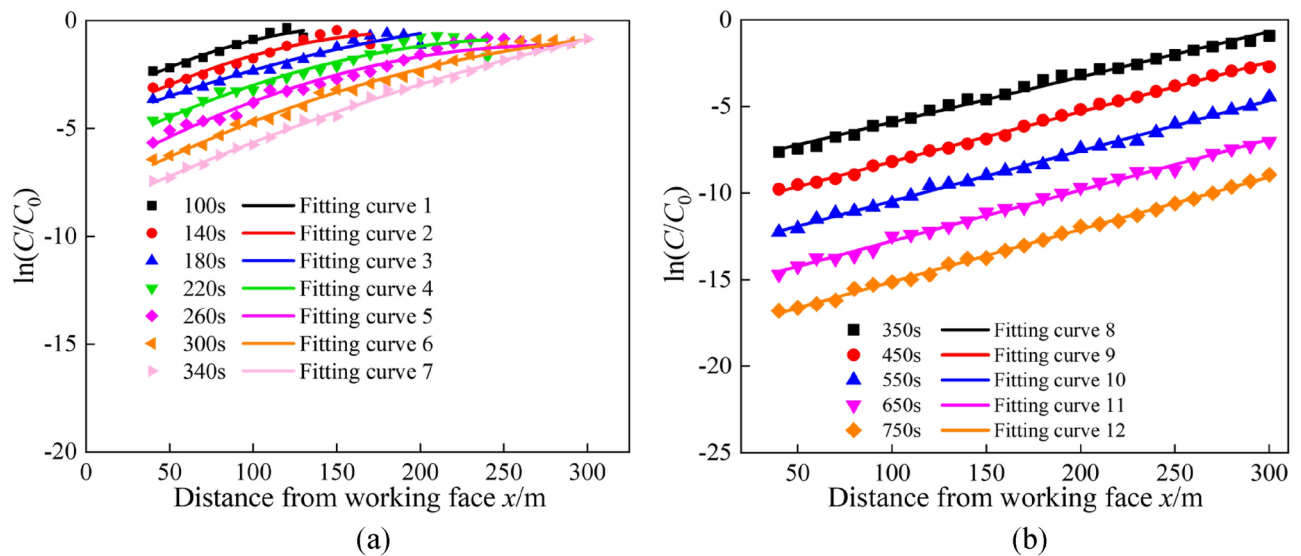 0
-5
-10
-15
-20
ln(C/C0)
100s Fitting curve 1
140s Fitting curve 2
180s Fitting curve 3
220s Fitting curve 4
260s Fitting curve 5
300s Fitting curve 6
340s Fitting curve 7
0 50 100 150 200 250 300
Distance from working face x/m
(a)
0
-5
-10
-15
-20
-25
ln(C/C0)
350s Fitting curve 8
450s Fitting curve 9
550s Fitting curve 10
650s Fitting curve 11
750s Fitting curve 12
50 100 150 200 250 300
Distance from working face x/m
(b)